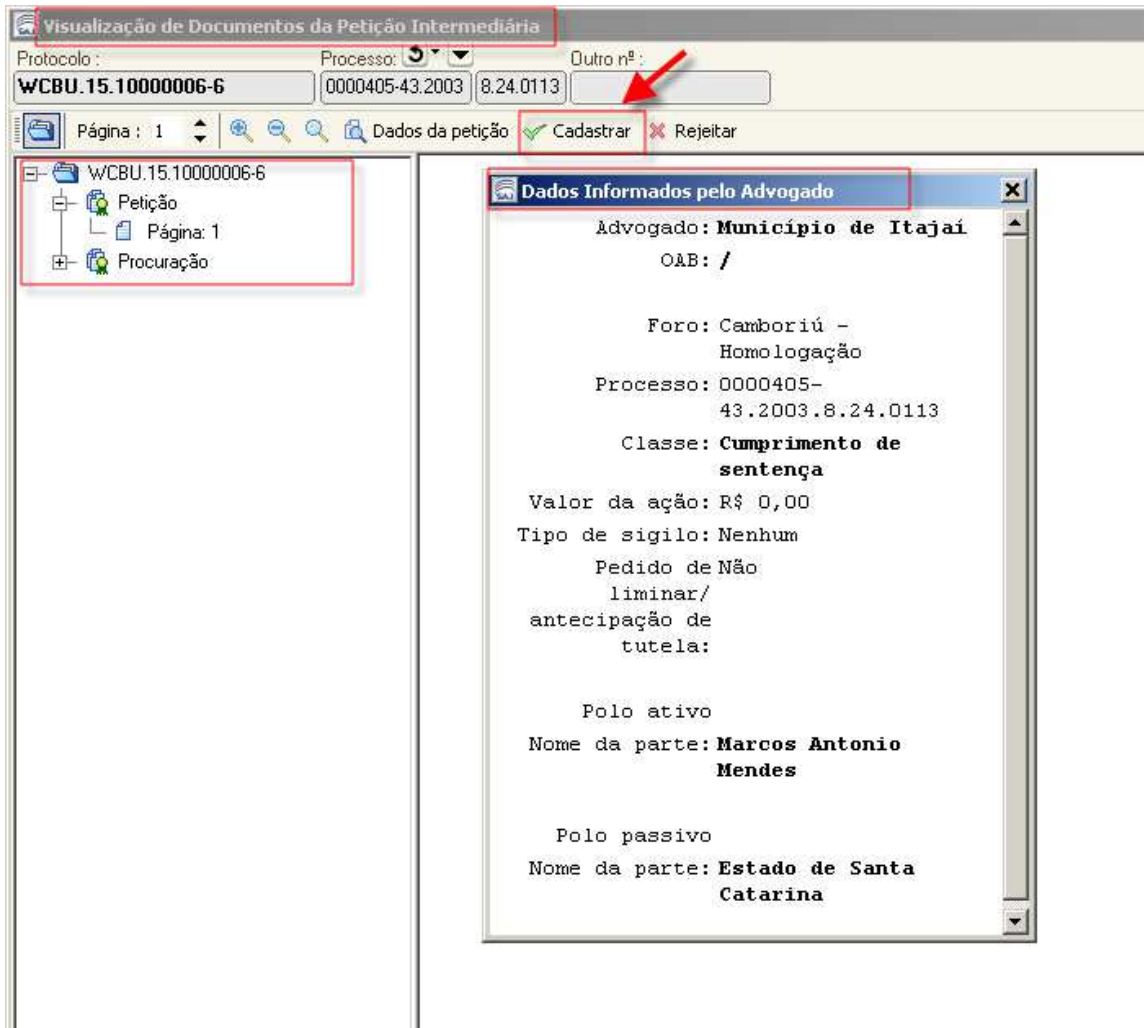 Visualização de Documentos da Petição Intermediária
Protocolo : Processo: Outro nº :
WCBU.15.10000006-6 0000405-43.2003 8.24.0113
Página : 1 Dados da petição Cadastrar Rejeitar
WCBU.15.10000006-6
Petição
Página: 1
Procuração
Dados Informados pelo Advogado
Advogado: Município de Itajaí
OAB: /
Foro: Camboriú -
Homologação
Processo: 0000405-
43.2003.8.24.0113
Classe: Cumprimento de
sentença
Valor da ação: R$ 0,00
Tipo de sigilo: Nenhum
Pedido de Não
liminar/
antecipação de
tutela:
Polo ativo
Nome da parte: Marcos Antonio
Mendes
Polo passivo
Nome da parte: Estado de Santa
Catarina